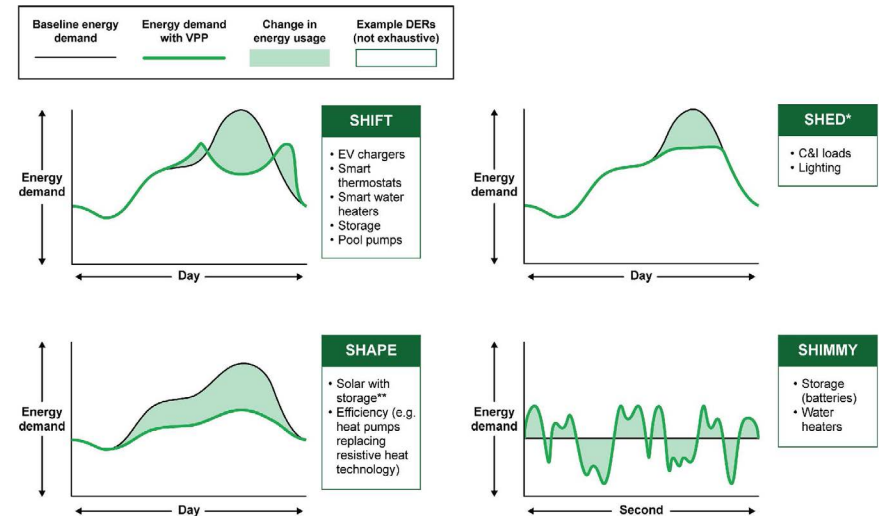 Baseline energy
demand
Energy demand
with VPP
Change in
energy usage
Example DERs
(not exhaustive)
Energy
demand
Day
SHIFT
• EV chargers
• Smart
thermostats
• Smart water
heaters
• Storage
• Pool pumps
Energy
demand
Day
SHED*
• C&I loads
• Lighting
Energy
demand
Day
SHAPE
• Solar with
storage**
• Efficiency (e.g.
heat pumps
replacing
resistive heat
technology)
Energy
demand
Second
SHIMMY
• Storage
(batteries)
• Water
heaters